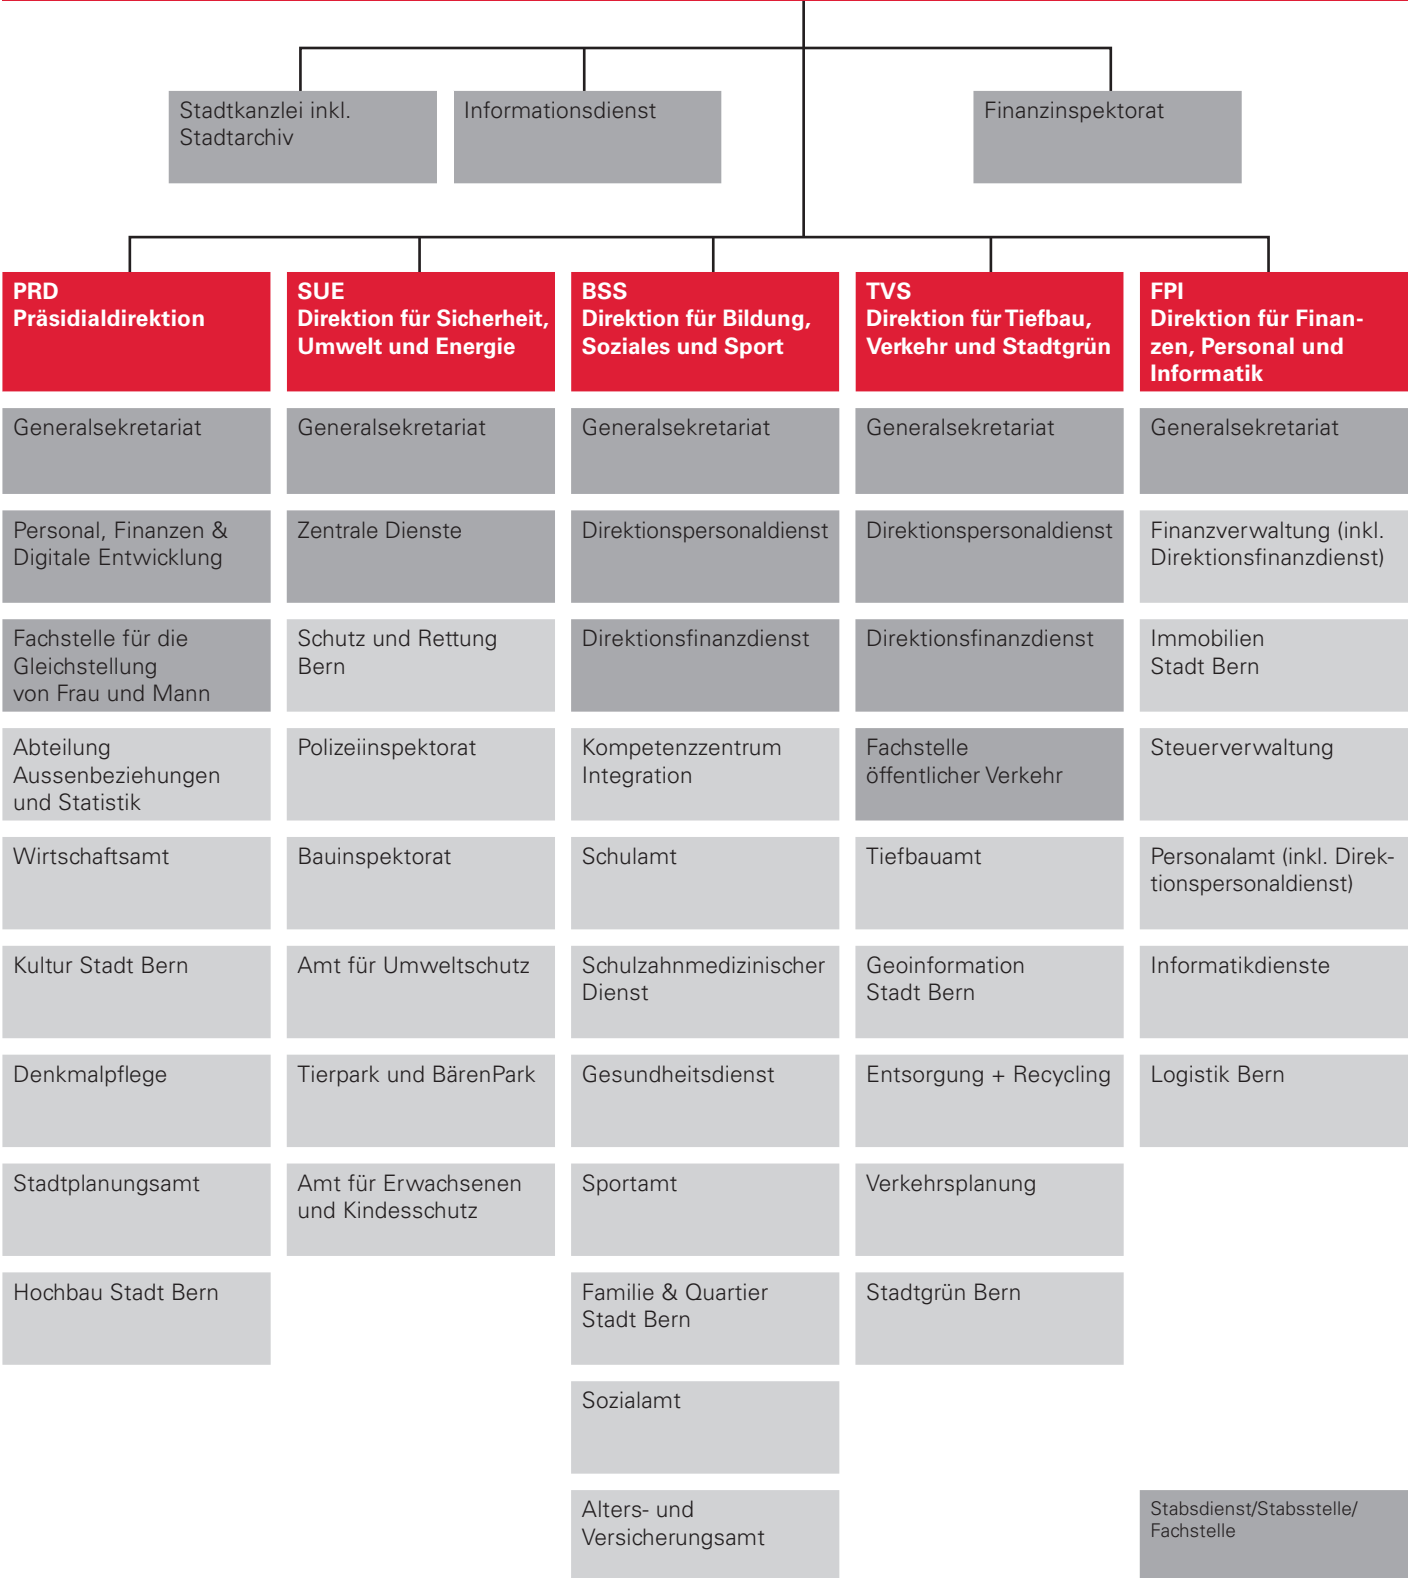 Stadtkanzlei inkl.
Stadtarchiv
Informationsdienst
Finanzinspektorat
PRD
Präsidialdirektion
SUE
Direktion für Sicherheit,
Umwelt und Energie
BSS
Direktion für Bildung,
Soziales und Sport
TVS
Direktion für Tiefbau,
Verkehr und Stadtgrün
FPI
Direktion für Finan-
zen, Personal und
Informatik
Generalsekretariat
Generalsekretariat
Generalsekretariat
Generalsekretariat
Generalsekretariat
Personal, Finanzen &
Digitale Entwicklung
Zentrale Dienste
Direktionspersonaldienst
Direktionspersonaldienst
Finanzverwaltung (inkl.
Direktionsfinanzdienst)
Fachstelle für die
Gleichstellung
von Frau und Mann
Schutz und Rettung
Bern
Direktionsfinanzdienst
Direktionsfinanzdienst
Immobilien
Stadt Bern
Abteilung
Aussenbeziehungen
und Statistik
Polizeiinspektorat
Kompetenzzentrum
Integration
Fachstelle
öffentlicher Verkehr
Steuerverwaltung
Wirtschaftsamt
Bauinspektorat
Schulamt
Tiefbauamt
Personalamt (inkl. Direk-
tionspersonaldienst)
Kultur Stadt Bern
Amt für Umweltschutz
Schulzahnmedizinischer
Dienst
Geoinformation
Stadt Bern
Informatikdienste
Denkmalpflege
Tierpark und BärenPark
Gesundheitsdienst
Entsorgung + Recycling
Logistik Bern
Stadtplanungsamt
Amt für Erwachsenen
und Kindesschutz
Sportamt
Verkehrsplanung
Hochbau Stadt Bern
Familie & Quartier
Stadt Bern
Stadtgrün Bern
Sozialamt
Alters- und
Versicherungsamt
Stabsdienst/Stabsstelle/
Fachstelle